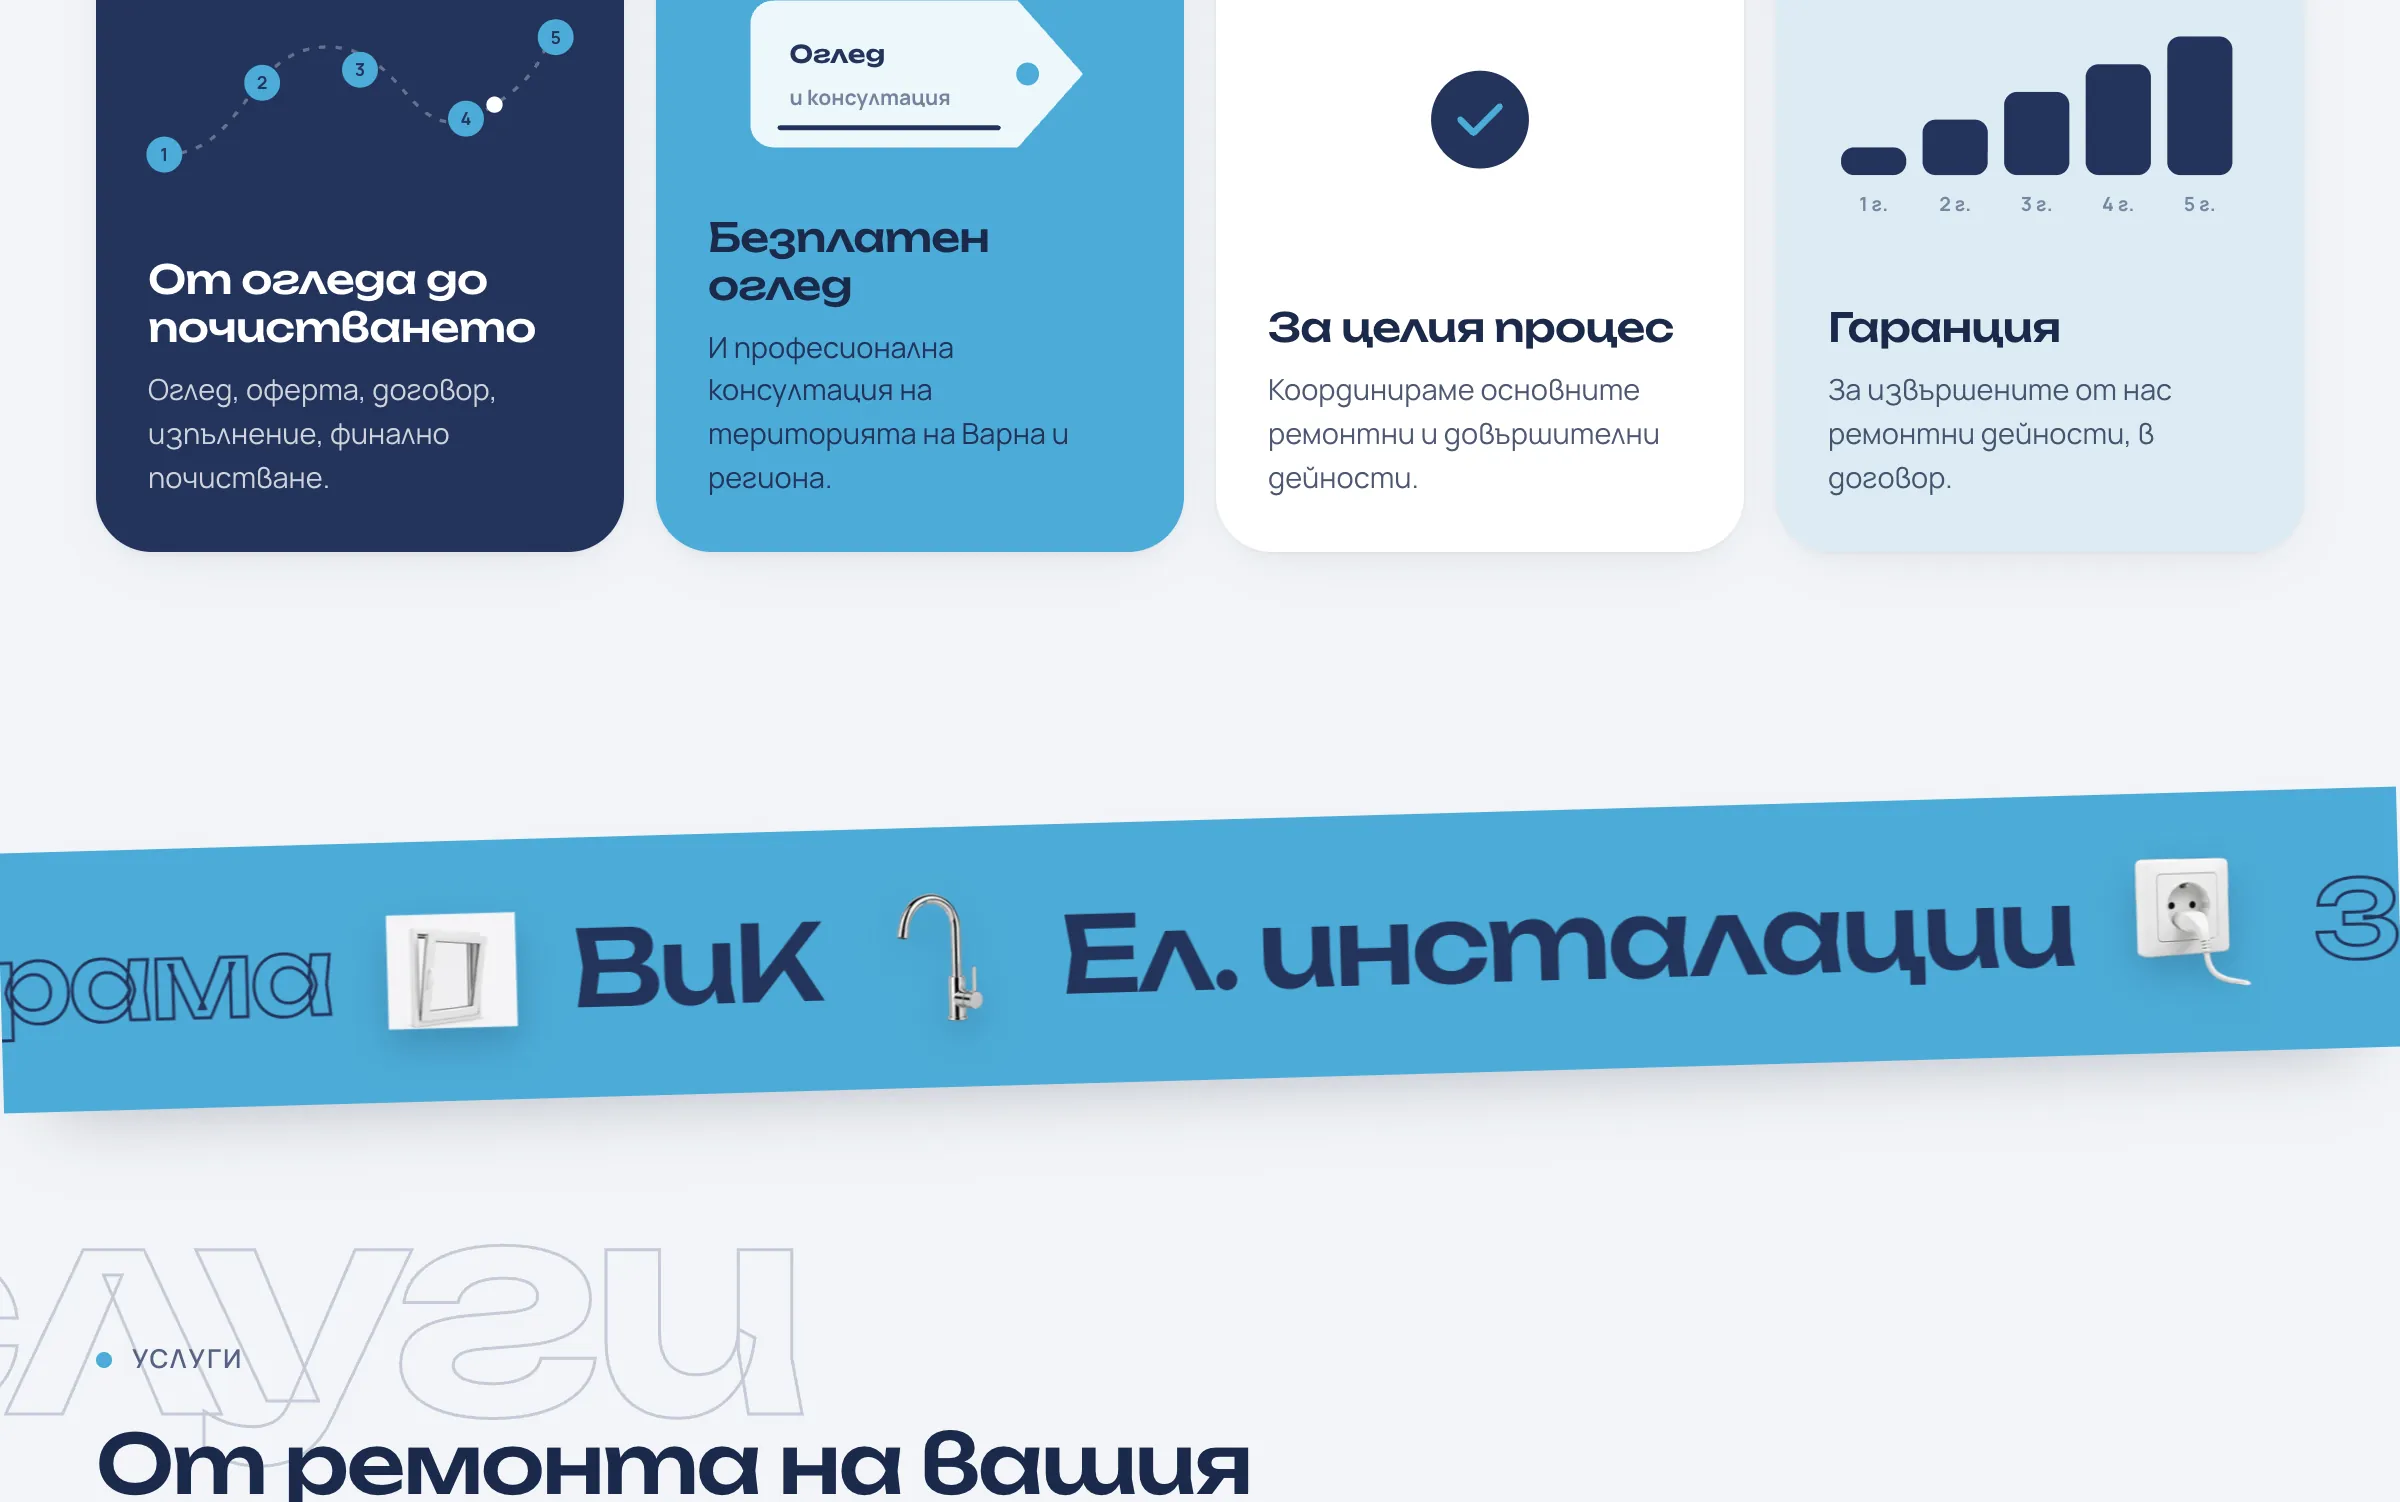 1
2
3
4
5
От огледа до
почистването
Оглед, оферта, договор,
изпълнение, финално
почистване.
Оглед
и консултация
Безплатен
оглед
И професионална
консултация на
територията на Варна и
региона.
За целия процес
Координираме основните
ремонтни и довършителни
дейности.
1 г. 2 г. 3 г. 4 г. 5 г.
Гаранция
За извършените от нас
ремонтни дейности, в
договор.
рама ВиК Ел. инсталации З
слуги
УСЛУГИ
От ремонта на вашия